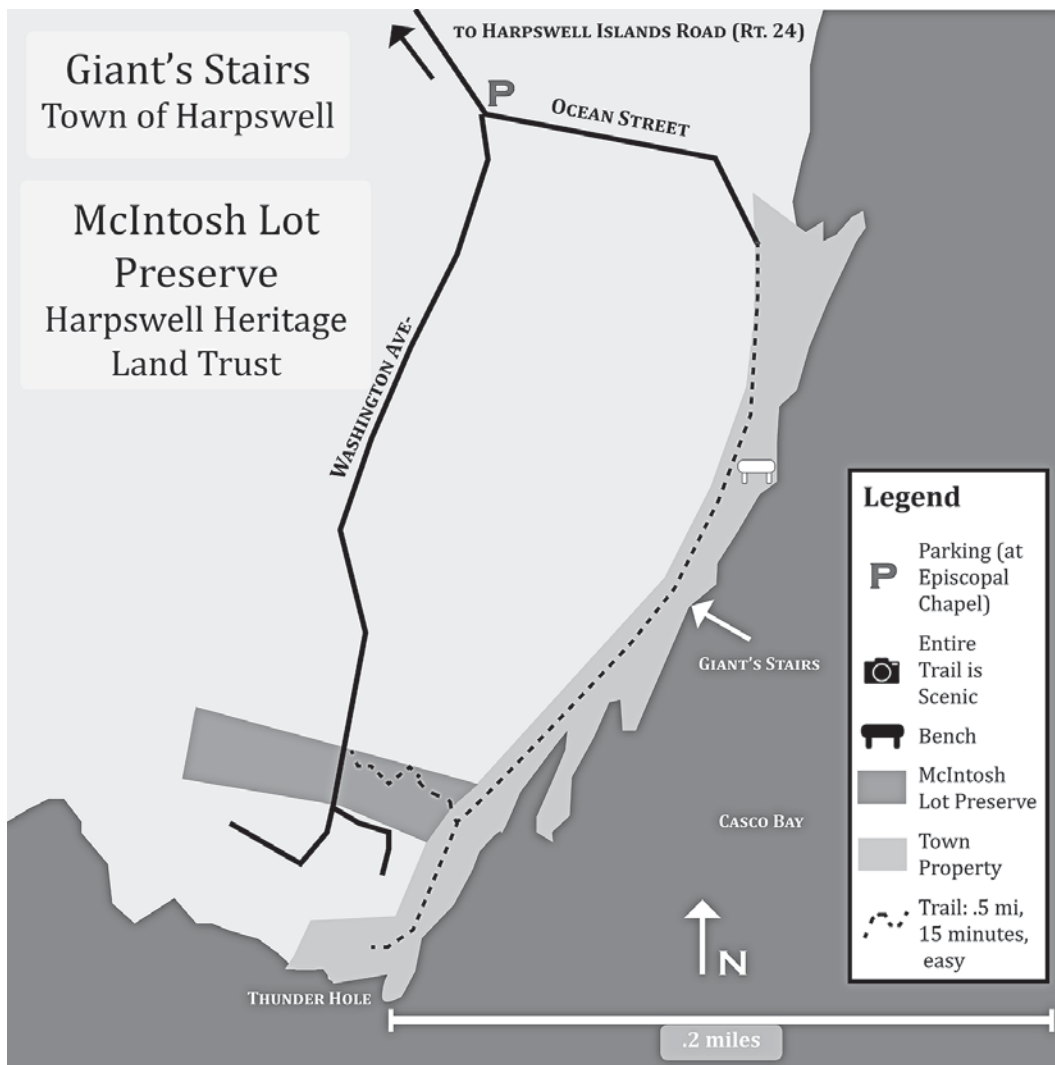 Giant's Stairs
Town of Harpswell
McIntosh Lot
Preserve
Harpswell Heritage
Land Trust
to Harpswell Islands Road (Rt. 24)
P
Ocean Street
Washington Ave-
Giant's Stairs
Casco Bay
Thunder Hole
N
.2 miles
Legend
P
Parking (at
Episcopal
Chapel)
Entire
Trail is
Scenic
Bench
McIntosh
Lot Preserve
Town
Property
Trail: .5 mi,
15 minutes,
easy